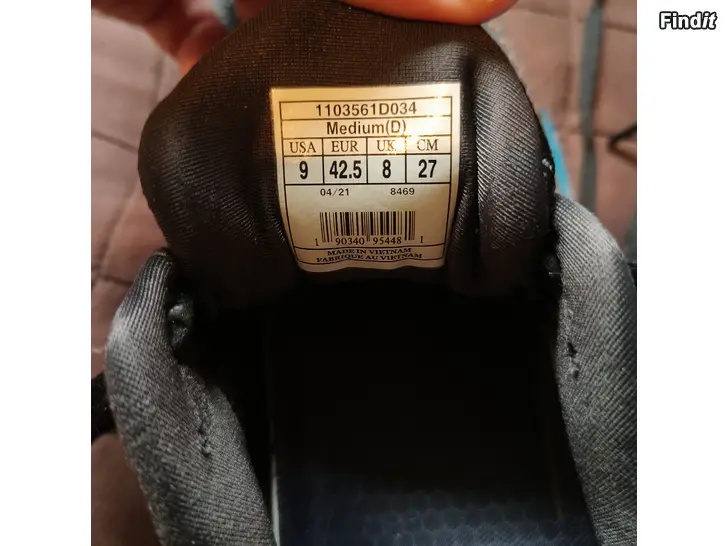 Findit
1103561D034
Medium(D)
USA EUR UK CM
9 42.5 8 27
04/21 8469
1 90340 95448 1
MADE IN VIETNAM
FABRIQUE AU VIETNAM